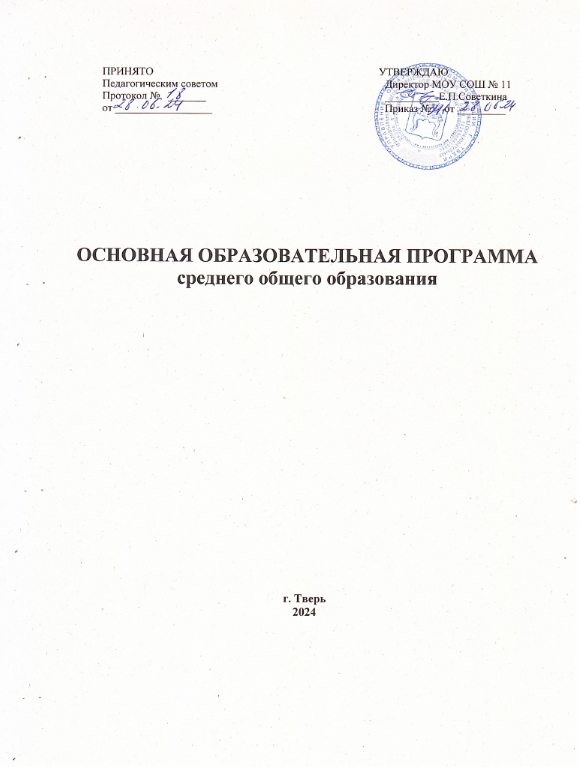 ПРИНЯТО
Педагогическим советом
Протокол № 18
от 28.06.24
УТВЕРЖДАЮ
Директор МОУ СОШ № 11
Е.П.Советкина
Приказ № от 28.06.24
ОСНОВНАЯ ОБРАЗОВАТЕЛЬНАЯ ПРОГРАММА
среднего общего образования
г. Тверь
2024